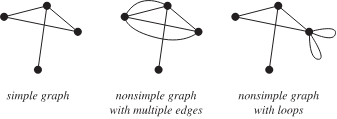 simple graph
nonsimple graph
with multiple edges
nonsimple graph
with loops